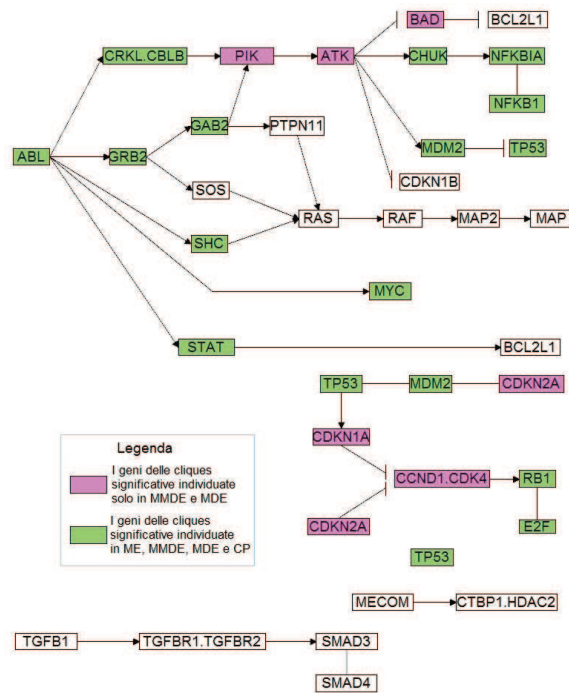 BAD
BCL2L1
CRKL.CBLB
PIK
ATK
CHUK
NFKBIA
NFKB1
GAB2
PTPN11
ABL
GRB2
MDM2
TP53
SOS
CDKN1B
RAS
RAF
MAP2
MAP
SHC
MYC
STAT
BCL2L1
TP53
MDM2
CDKN2A
CDKN1A
CCND1.CDK4
RB1
CDKN2A
E2F
TP53
Legenda
I geni delle cliques
significative individuate
solo in MMDE e MDE
I geni delle cliques
significative individuate
in ME, MMDE, MDE e CP
MECOM
CTBP1.HDAC2
TGFB1
TGFBR1.TGFBR2
SMAD3
SMAD4